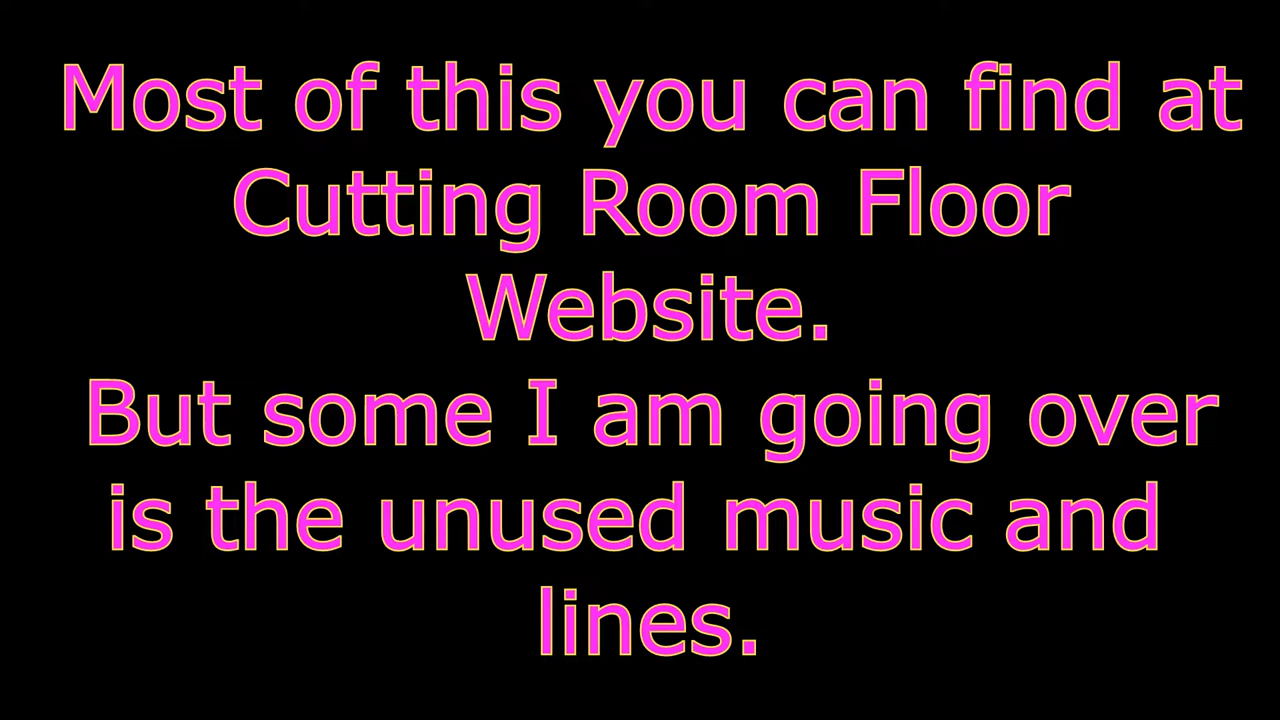 Most of this you can find at
Cutting Room Floor
Website.
But some I am going over
is the unused music and
lines.